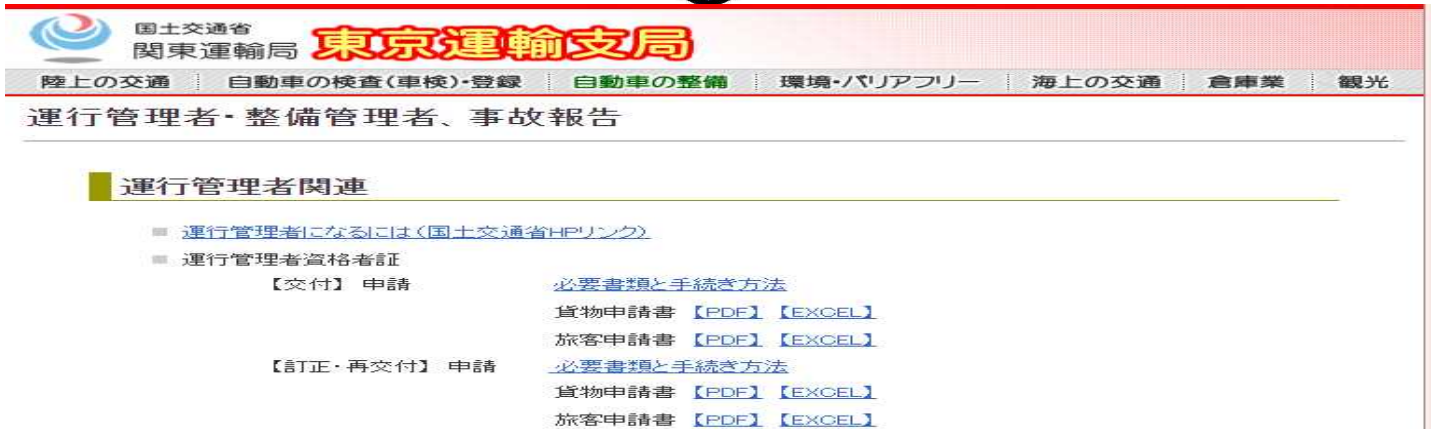 国土交通省
関東運輸局 東京運輸支局
陸上の交通 自動車の検査(車検)・登録 自動車の整備 環境・バリアフリー 海上の交通 倉庫業 観光
運行管理者・整備管理者、事故報告
運行管理者関連
運行管理者になるには(国土交通省HPリンク)
運行管理者資格者証
【交付】 申請 必要書類と手続き方法
貨物申請書 【PDF】 【EXCEL】
旅客申請書 【PDF】 【EXCEL】
【訂正・再交付】 申請 必要書類と手続き方法
貨物申請書 【PDF】 【EXCEL】
旅客申請書 【PDF】 【EXCEL】